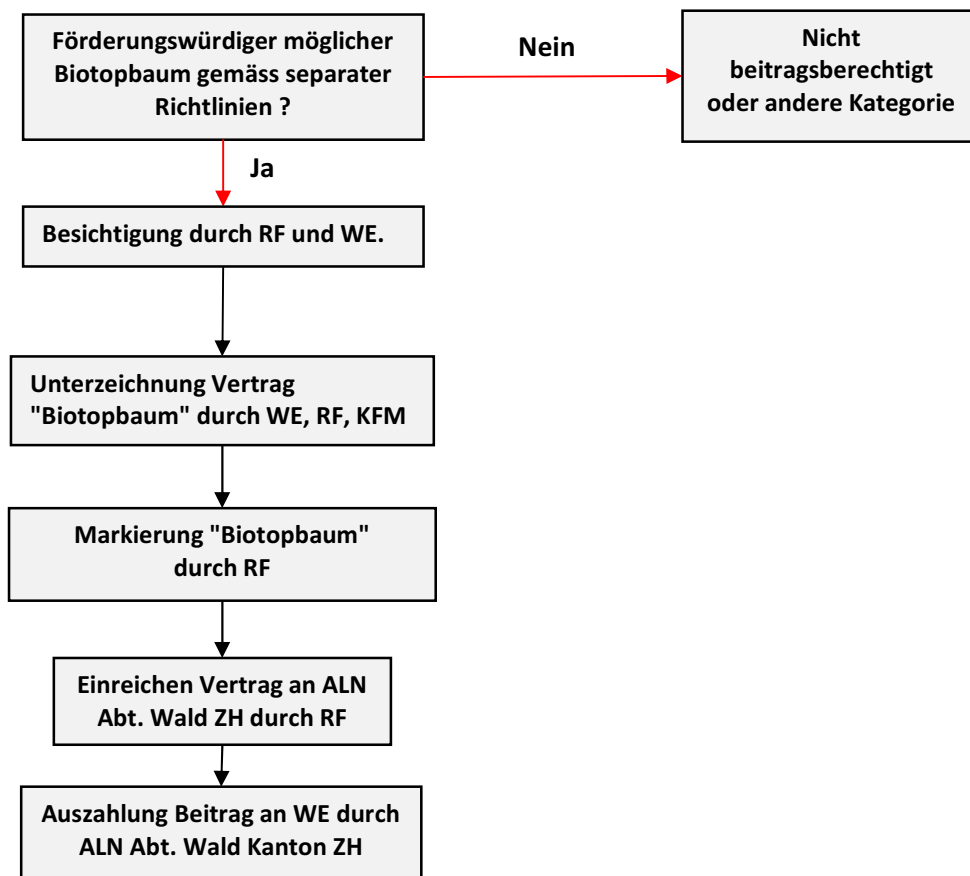 Förderungswürdiger möglicher
Biotopbaum gemäss separater
Richtlinien ?
Nein
Nicht
beitragsberechtigt
oder andere Kategorie
Ja
Besichtigung durch RF und WE.
Unterzeichnung Vertrag
"Biotopbaum" durch WE, RF, KFM
Markierung "Biotopbaum"
durch RF
Einreichen Vertrag an ALN
Abt. Wald ZH durch RF
Auszahlung Beitrag an WE durch
ALN Abt. Wald Kanton ZH